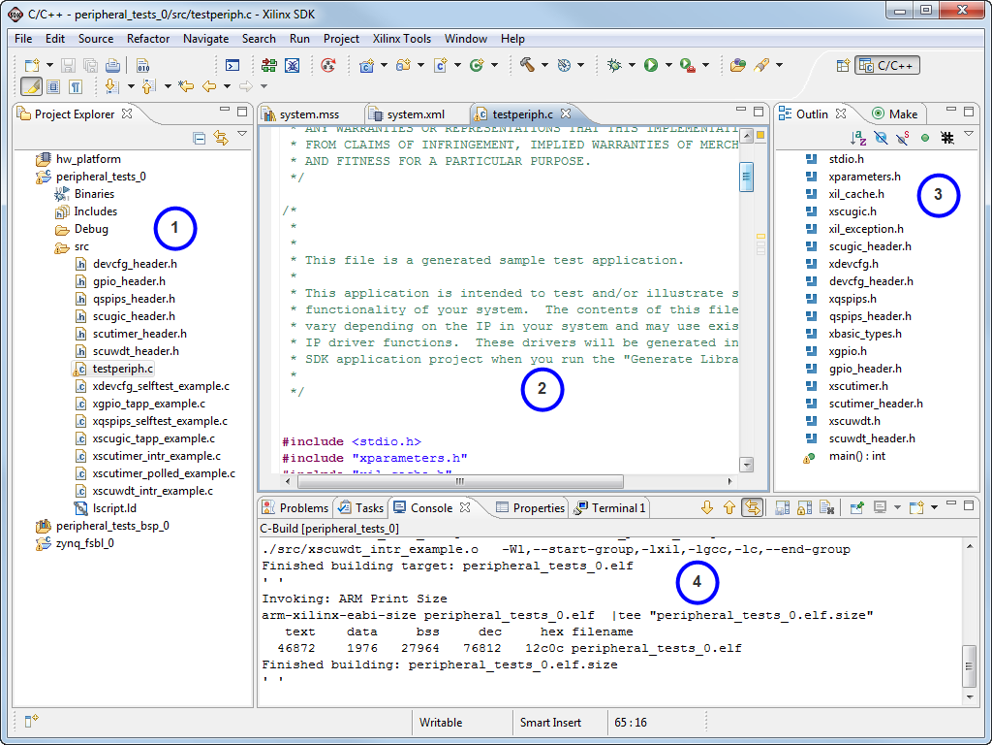 C/C++ - peripheral_tests_0/src/testperiph.c - Xilinx SDK
File Edit Source Refactor Navigate Search Run Project Xilinx Tools Window Help
C/C++
Project Explorer
hw_platform
peripheral_tests_0
Binaries
Includes
Debug
src
devcfg_header.h
gpio_header.h
qspips_header.h
scugic_header.h
scutimer_header.h
scuwdt_header.h
testperiph.c
xdevcfg_selftest_example.c
xgpio_tapp_example.c
xqspips_selftest_example.c
xscugic_tapp_example.c
xscutimer_intr_example.c
xscutimer_polled_example.c
xscuwdt_intr_example.c
lscript.ld
peripheral_tests_bsp_0
zynq_fsbl_0
1
system.mss system.xml testperiph.c
* ANY WARRANTIES OR REPRESENTATIONS THAT THIS IMPLEMENTATI
* FROM CLAIMS OF INFRINGEMENT, IMPLIED WARRANTIES OF MERCH
* AND FITNESS FOR A PARTICULAR PURPOSE.
*/
/*
*
*
* This file is a generated sample test application.
*
* This application is intended to test and/or illustrate s
* functionality of your system.  The contents of this file
* vary depending on the IP in your system and may use exis
* IP driver functions.  These drivers will be generated in
* SDK application project when you run the "Generate Libra
*
*/
2
#include <stdio.h>
#include "xparameters.h"
#include "xil_cache.h"
Outlin Make
stdio.h
xparameters.h
xil_cache.h
xscugic.h
xil_exception.h
scugic_header.h
xdevcfg.h
devcfg_header.h
xqspips.h
qspips_header.h
xbasic_types.h
xgpio.h
gpio_header.h
xscutimer.h
scutimer_header.h
xscuwdt.h
scuwdt_header.h
main() : int
3
Problems Tasks Console Properties Terminal 1
C-Build [peripheral_tests_0]
./src/xscuwdt_intr_example.o   -Wl,--start-group,-lxil,-lgcc,-lc,--end-group
Finished building target: peripheral_tests_0.elf
' '
Invoking: ARM Print Size
arm-xilinx-eabi-size peripheral_tests_0.elf  |tee "peripheral_tests_0.elf.size"
text data bss dec hex filename
46872 1976 27964 76812 12c0c peripheral_tests_0.elf
Finished building: peripheral_tests_0.elf.size
' '
4
Writable Smart Insert 65 : 16